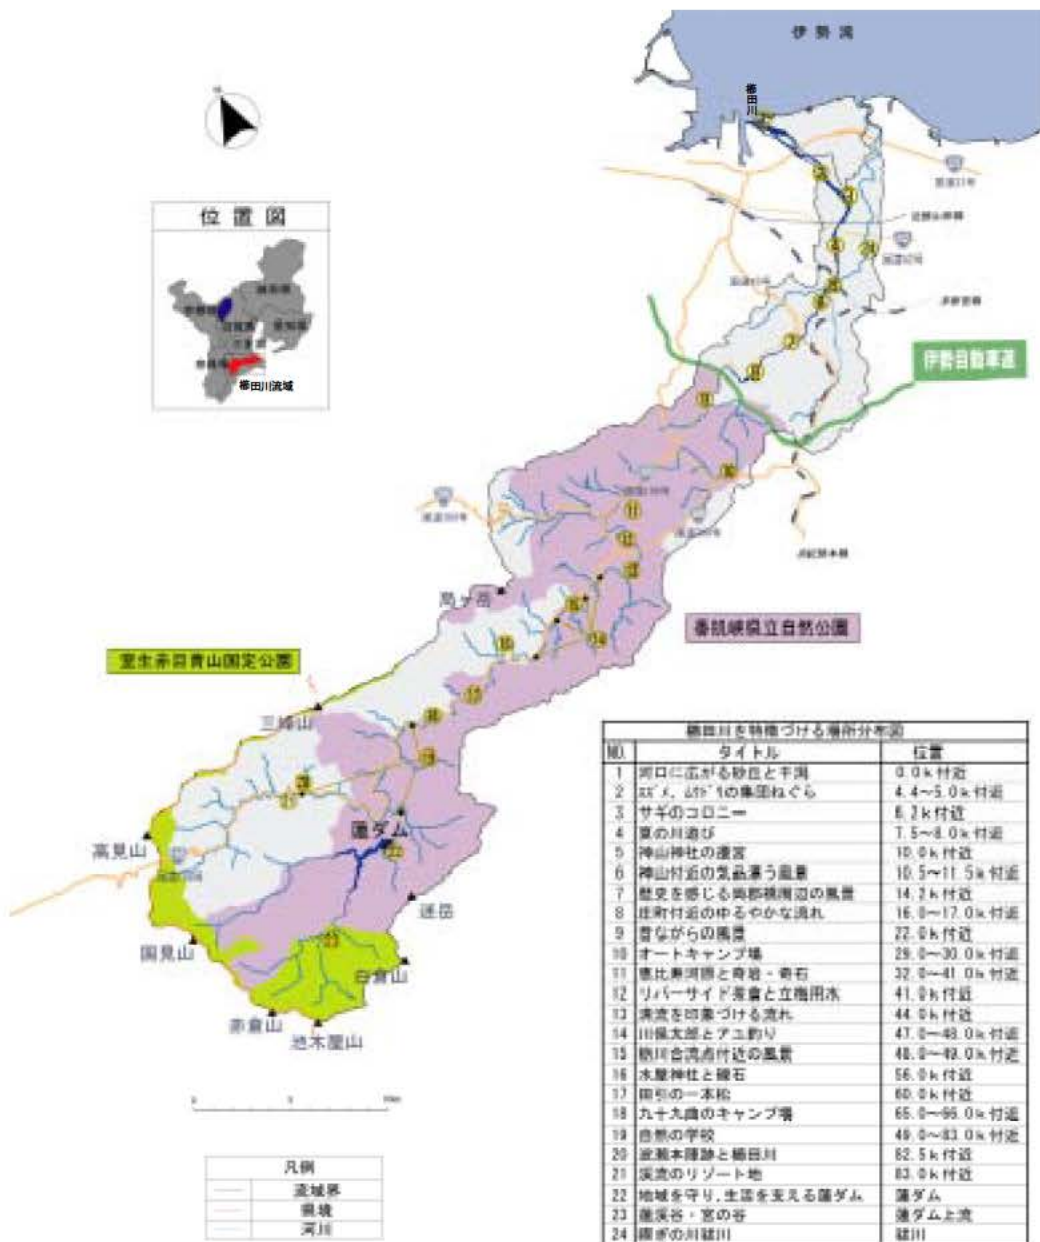 伊勢湾
櫛田川
位置図
櫛田川流域
国道23号
国道42号
伊勢自動車道
香肌峡県立自然公園
室生赤目青山国定公園
局ヶ岳
三峰山
高見山
蓮ダム
迷岳
国見山
白倉山
赤倉山
池木屋山
櫛田川を特徴づける場所分布図
NO. タイトル 位置
1 河口に広がる砂丘と干潟 0.0k付近
2 の集団ねぐら 4.4〜5.0k付近
3 サギのコロニー 6.2k付近
4 夏の川遊び 7.5〜8.0k付近
5 神山神社の遷宮 10.0k付近
6 神山付近の気品漂う風景 10.5〜11.5k付近
7 歴史を感じる両郡橋周辺の風景 14.2k付近
8 庄町付近のゆるやかな流れ 16.0〜17.0k付近
9 昔ながらの風景 22.0k付近
10 オートキャンプ場 29.0〜30.0k付近
11 恵比寿河原と奇岩・奇石 32.0〜41.0k付近
12 リバーサイド茶倉と立梅用水 41.0k付近
13 清流を印象づける流れ 44.0k付近
14 川俣太郎とアユ釣り 47.0〜48.0k付近
15 川合流点付近の風景 48.0〜49.0k付近
16 水屋神社と礫石 56.0k付近
17 田引の一本松 60.0k付近
18 九十九曲のキャンプ場 65.0〜66.0k付近
19 自然の学校 49.0〜83.0k付近
20 波瀬本陣跡と櫛田川 82.5k付近
21 渓流のリゾート地 83.0k付近
22 地域を守り,生活を支える蓮ダム 蓮ダム
23 蓮渓谷・宮の谷 蓮ダム上流
24 禊ぎの川祓川 祓川
凡例
流域界
県境
河川